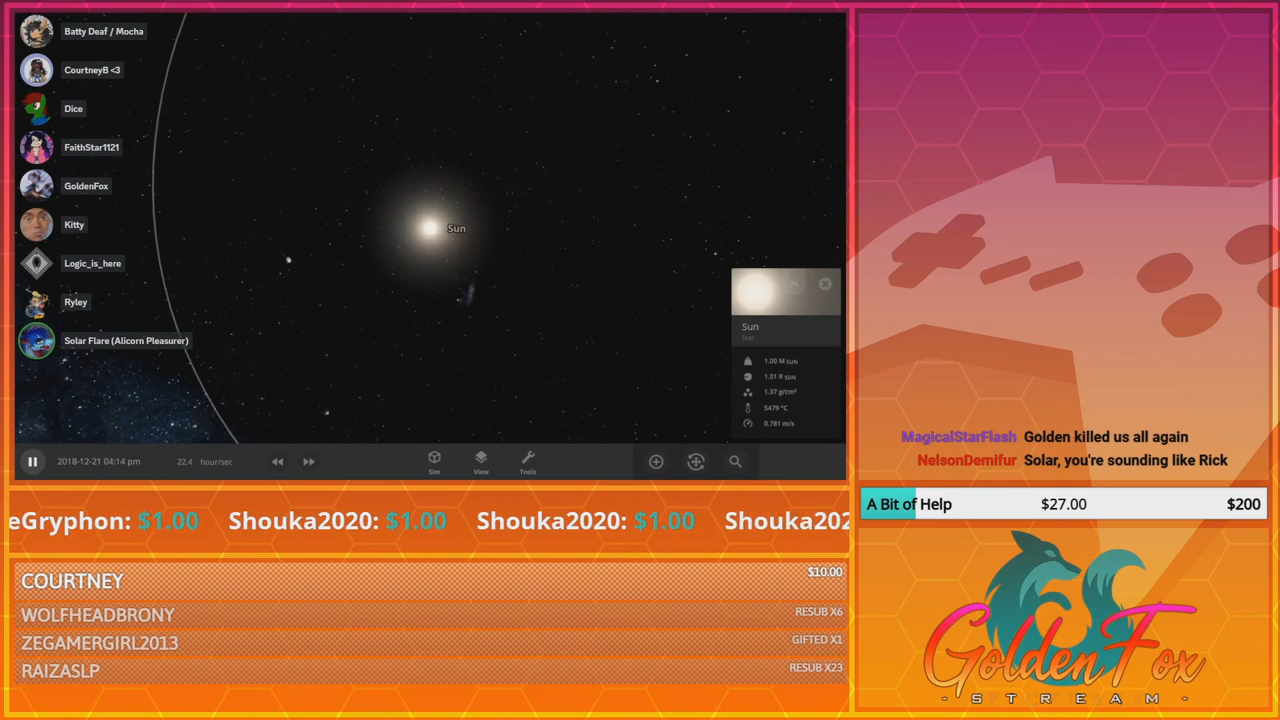 Batty Deaf / Mocha
CourtneyB <3
Dice
FaithStar1121
GoldenFox
Kitty
Logic_is_here
Ryley
Solar Flare (Alicorn Pleasurer)
Sun
Sun
Star
1.00 M SUN
1.01 R SUN
1.37 g/cm³
5479 °C
0.781 m/s
2018-12-21 04:14 pm 22.4 hour/sec
Sim View Tools
eGryphon: $1.00 Shouka2020: $1.00 Shouka2020: $1.00 Shouka202
COURTNEY $10.00
WOLFHEADBRONY RESUB X6
ZEGAMERGIRL2013 GIFTED X1
RAIZASLP RESUB X23
MagicalStarFlash Golden killed us all again
NelsonDemifur Solar, you're sounding like Rick
A Bit of Help $27.00 $200
GoldenFox
- STREAM -